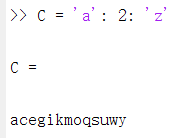 >> C = 'a': 2: 'z'
C =
acegikmoqsuwy